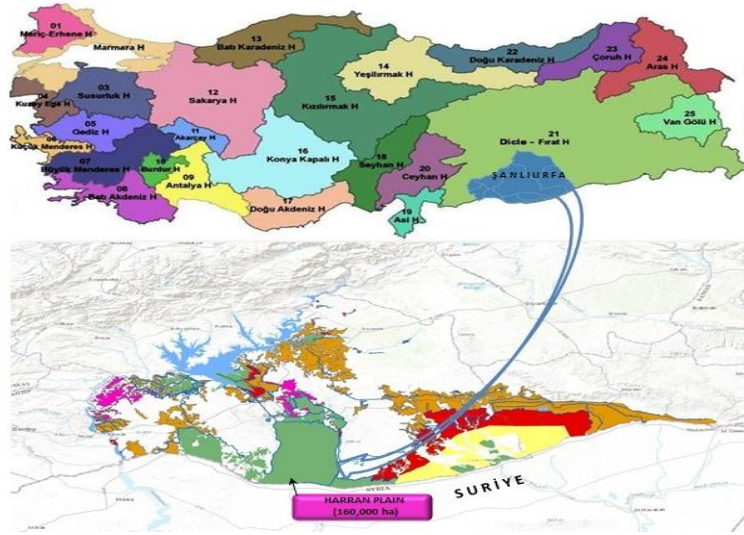 01
Meriç-Erhene H
Marmara H
13
Batı Karadeniz H
22
Doğu Karadeniz H
23
Çoruh H
24
Aras H
14
Yeşilırmak H
04
Kuzey Ege H
03
Susurluk H
12
Sakarya H
15
Kızılırmak H
05
Gediz H
11
Akarçay H
06
Küçük Menderes H
07
Büyük Menderes H
10
Burdur H
16
Konya Kapalı H
18
Seyhan H
21
Dicle – Fırat H
25
Van Gölü H
20
Ceyhan H
ŞANLIURFA
08
Batı Akdeniz H
09
Antalya H
17
Doğu Akdeniz H
19
Asi H
SYRIA
SURİYE
HARRAN PLAIN
(160,000 ha)